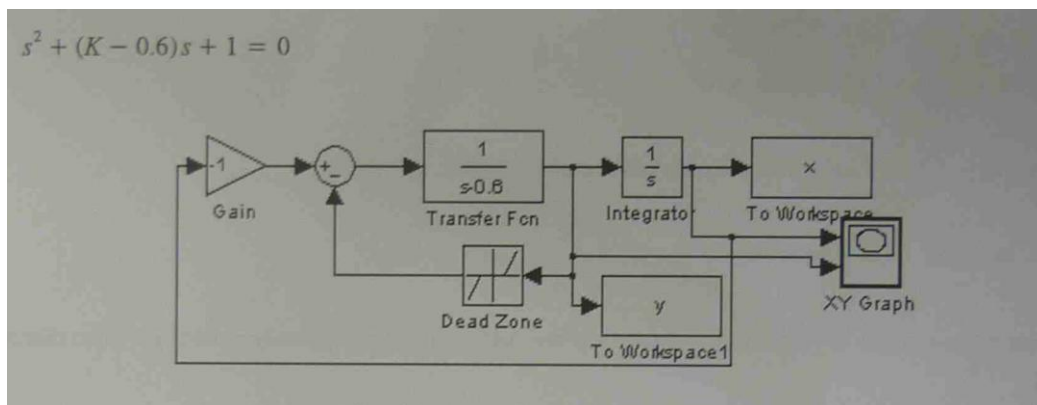 s² + (K − 0.6)s + 1 = 0
-1
Gain
+
−
1
s-0.6
Transfer Fcn
1
s
Integrator
x
To Workspace
XY Graph
Dead Zone
y
To Workspace1